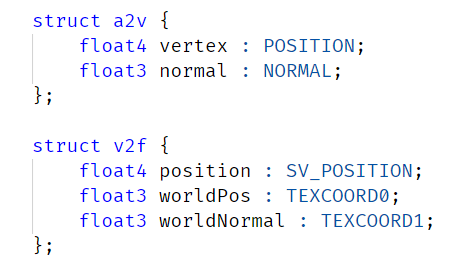 struct a2v {
    float4 vertex : POSITION;
    float3 normal : NORMAL;
};

struct v2f {
    float4 position : SV_POSITION;
    float3 worldPos : TEXCOORD0;
    float3 worldNormal : TEXCOORD1;
};